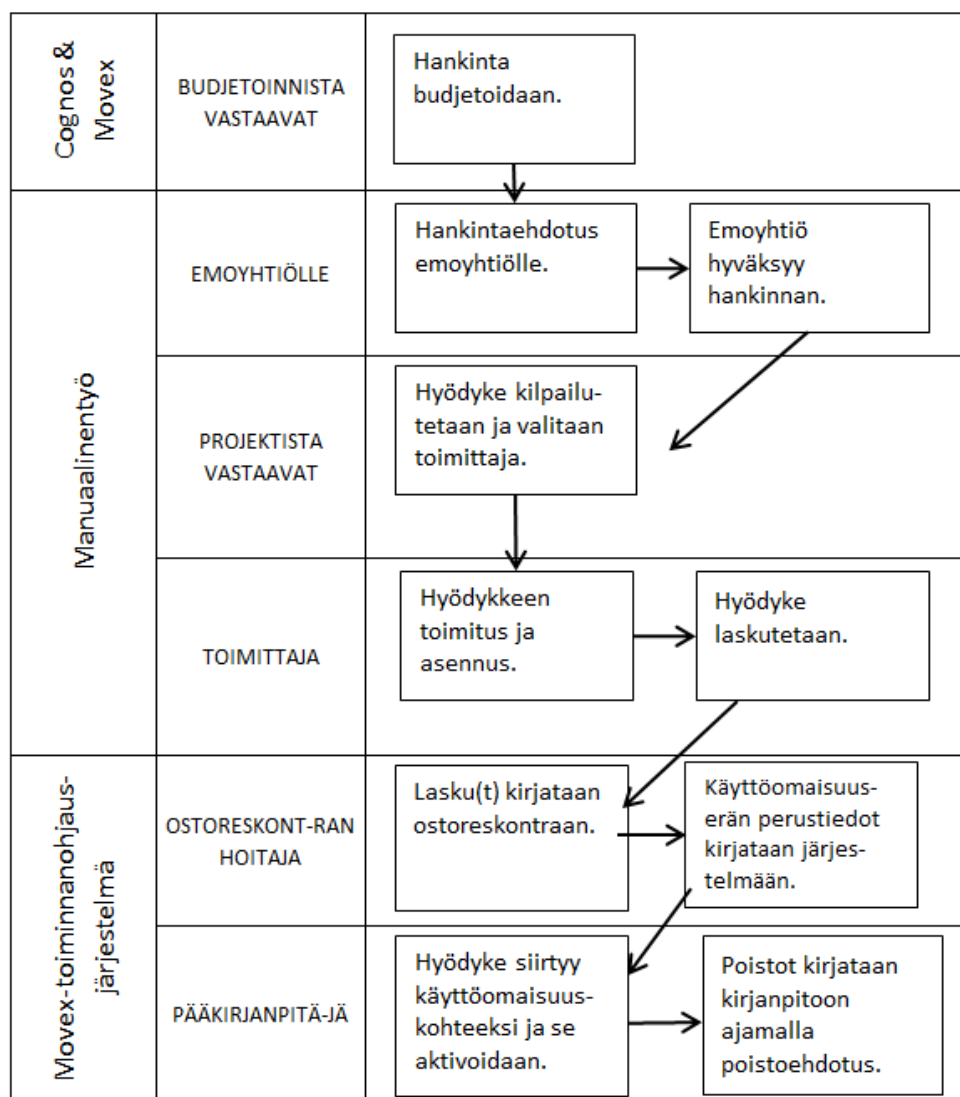 Cognos &
Movex
BUDJETOINNISTA
VASTAAVAT
Hankinta
budjetoidaan.
Manuaalinentyö
EMOYHTIÖLLE
Hankintaehdotus
emoyhtiölle.
Emoyhtiö
hyväksyy
hankinnan.
PROJEKTISTA
VASTAAVAT
Hyödyke kilpailu-
tetaan ja valitaan
toimittaja.
TOIMITTAJA
Hyödykkeen
toimitus ja
asennus.
Hyödyke
laskutetaan.
Movex-toiminnanohjaus-
järjestelmä
OSTORESKONT-RAN
HOITAJA
Lasku(t) kirjataan
ostoreskontraan.
Käyttöomaisuus-
erän perustiedot
kirjataan järjes-
telmään.
PÄÄKIRJANPITÄ-JÄ
Hyödyke siirtyy
käyttöomaisuus-
kohteeksi ja se
aktivoidaan.
Poistot kirjataan
kirjanpitoon
ajamalla
poistoehdotus.